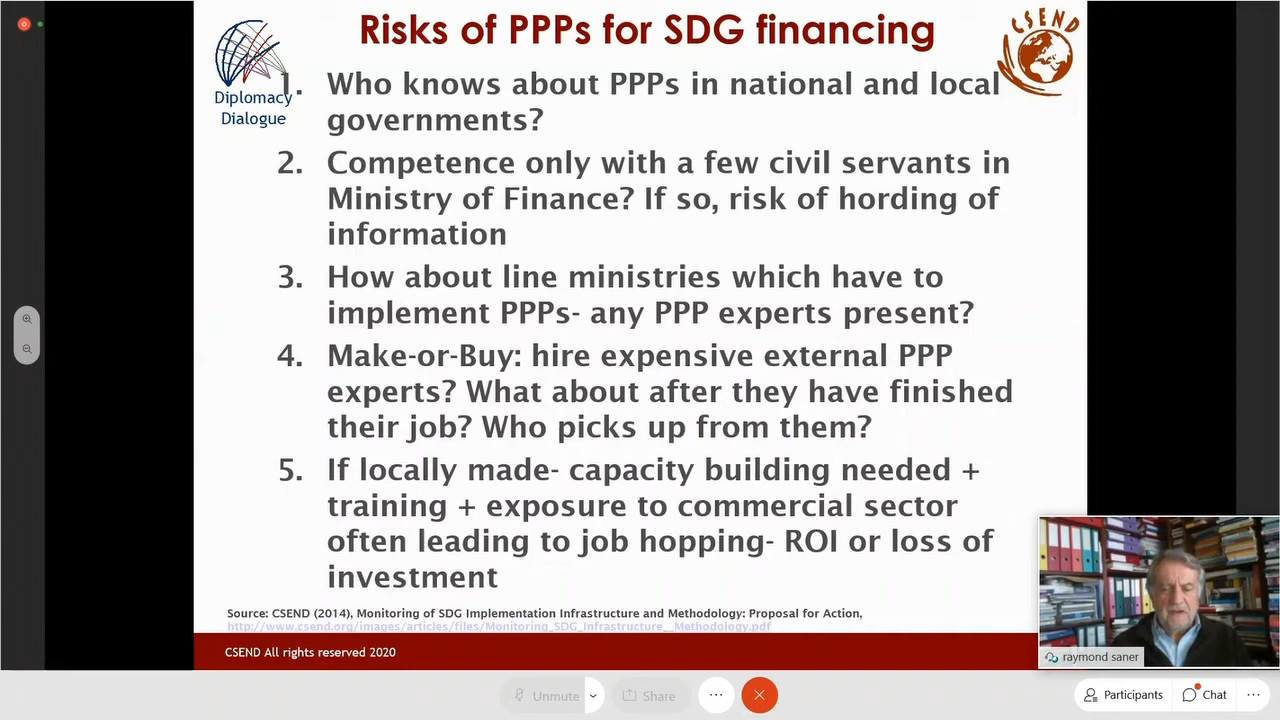 Risks of PPPs for SDG financing
CSEND
Diplomacy
Dialogue
1. Who knows about PPPs in national and local
governments?
2. Competence only with a few civil servants in
Ministry of Finance? If so, risk of hording of
information
3. How about line ministries which have to
implement PPPs- any PPP experts present?
4. Make-or-Buy: hire expensive external PPP
experts? What about after they have finished
their job? Who picks up from them?
5. If locally made- capacity building needed +
training + exposure to commercial sector
often leading to job hopping- ROI or loss of
investment
Source: CSEND (2014), Monitoring of SDG Implementation Infrastructure and Methodology: Proposal for Action,
http://www.csend.org/images/articles/files/Monitoring_SDG_Infrastructure__Methodology.pdf
CSEND All rights reserved 2020
raymond saner
Unmute
Share
Participants
Chat